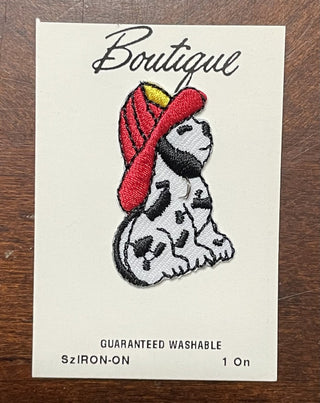 Boutique
GUARANTEED WASHABLE
SzIRON-ON 1 On